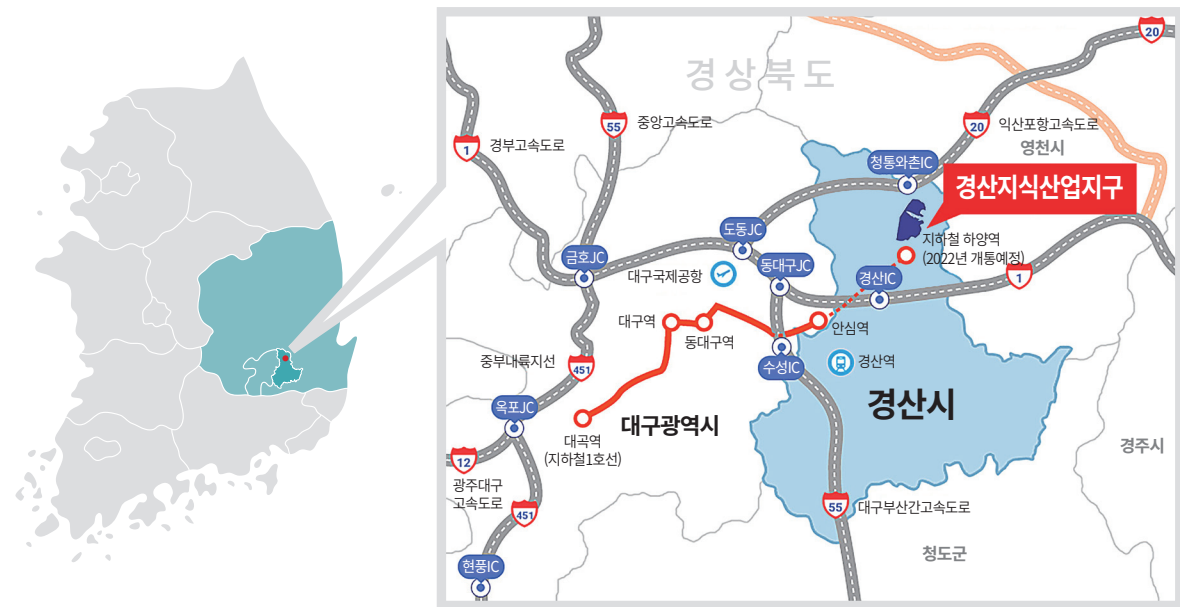 20
경상북도
55
중앙고속도로
20
익산포항고속도로
1
경부고속도로
영천시
청통와촌IC
경산지식산업지구
도동JC
지하철 하양역
(2022년 개통예정)
금호JC
동대구JC
대구국제공항
경산IC
1
대구역
동대구역
안심역
중부내륙지선
451
수성IC
경산역
옥포JC
경산시
대구광역시
대곡역
(지하철1호선)
경주시
12
광주대구
고속도로
451
55
대구부산간고속도로
청도군
현풍IC